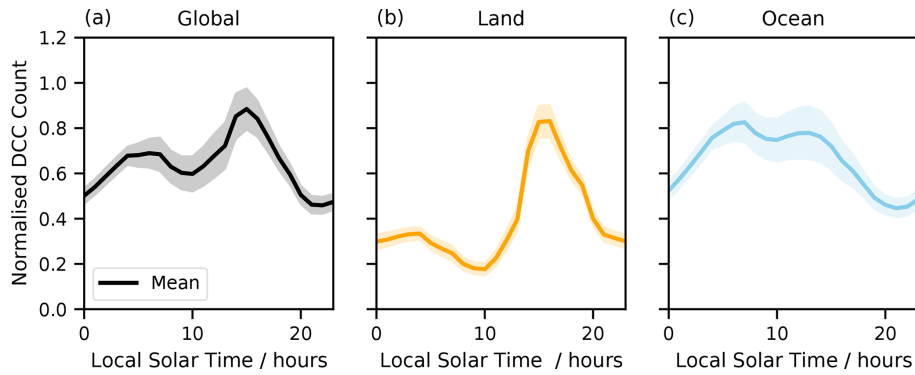 (a) Global
(b) Land
(c) Ocean
Normalised DCC Count
1.2
1.0
0.8
0.6
0.4
0.2
0.0
Mean
0 10 20
0 10 20
0 10 20
Local Solar Time / hours
Local Solar Time / hours
Local Solar Time / hours